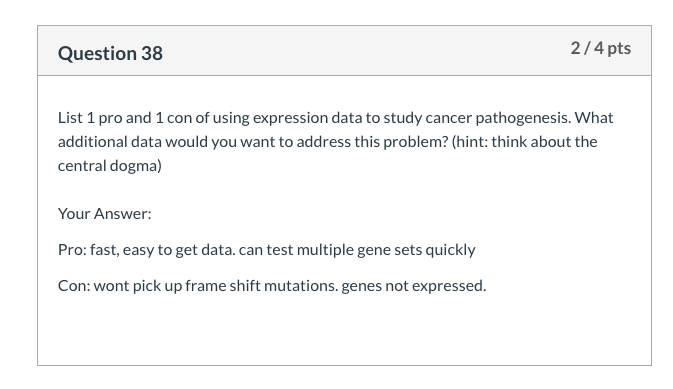 Question 38
2 / 4 pts
List 1 pro and 1 con of using expression data to study cancer pathogenesis. What
additional data would you want to address this problem? (hint: think about the
central dogma)
Your Answer:
Pro: fast, easy to get data. can test multiple gene sets quickly
Con: wont pick up frame shift mutations. genes not expressed.